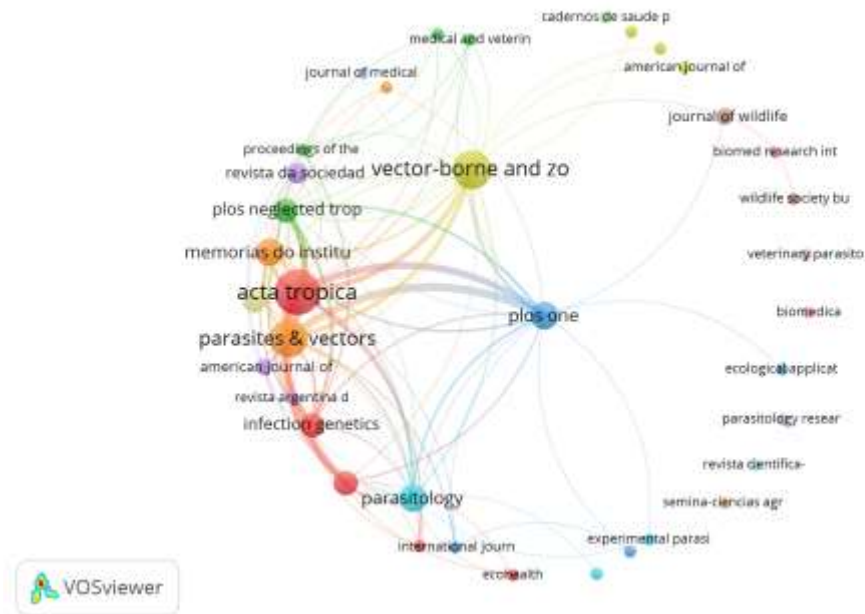 cadernos de saude p
medical and veterin
american journal of
journal of medical
journal of wildlife
proceedings of the
biomed research int
vector-borne and zo
revista da sociedad
wildlife society bu
plos neglected trop
memorias do institu
veterinary parasito
acta tropica
plos one
biomedica
parasites & vectors
american journal of
ecological applicat
revista argentina d
infection genetics
parasitology resear
revista cientifica-
parasitology
semina-ciencias agr
experimental parasi
international journ
ecohealth
VOSviewer